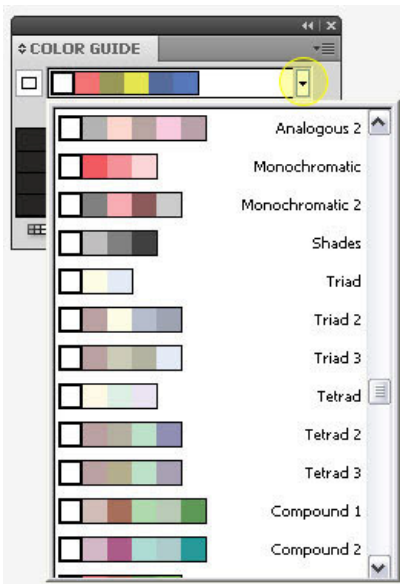 COLOR GUIDE
Analogous 2
Monochromatic
Monochromatic 2
Shades
Triad
Triad 2
Triad 3
Tetrad
Tetrad 2
Tetrad 3
Compound 1
Compound 2